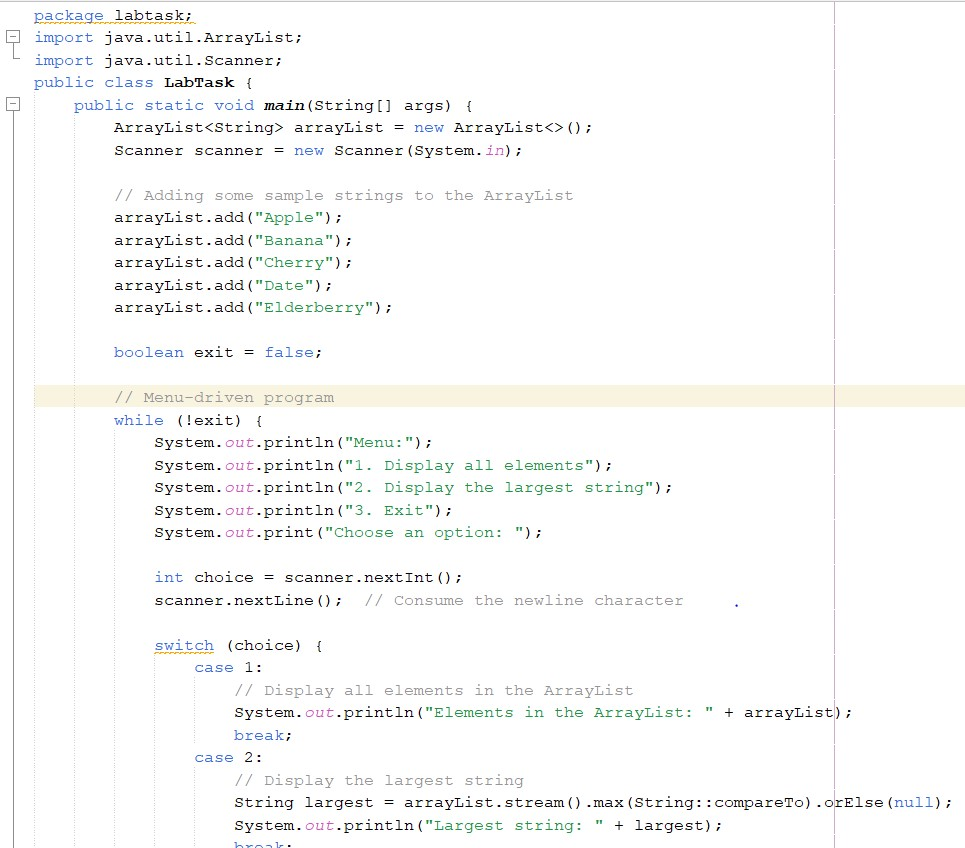 package labtask;
import java.util.ArrayList;
import java.util.Scanner;
public class LabTask {
public static void main(String[] args) {
ArrayList<String> arrayList = new ArrayList<>();
Scanner scanner = new Scanner(System.in);
// Adding some sample strings to the ArrayList
arrayList.add("Apple");
arrayList.add("Banana");
arrayList.add("Cherry");
arrayList.add("Date");
arrayList.add("Elderberry");
boolean exit = false;
// Menu-driven program
while (!exit) {
System.out.println("Menu:");
System.out.println("1. Display all elements");
System.out.println("2. Display the largest string");
System.out.println("3. Exit");
System.out.print("Choose an option: ");
int choice = scanner.nextInt();
scanner.nextLine();  // Consume the newline character
switch (choice) {
case 1:
// Display all elements in the ArrayList
System.out.println("Elements in the ArrayList: " + arrayList);
break;
case 2:
// Display the largest string
String largest = arrayList.stream().max(String::compareTo).orElse(null);
System.out.println("Largest string: " + largest);
break;